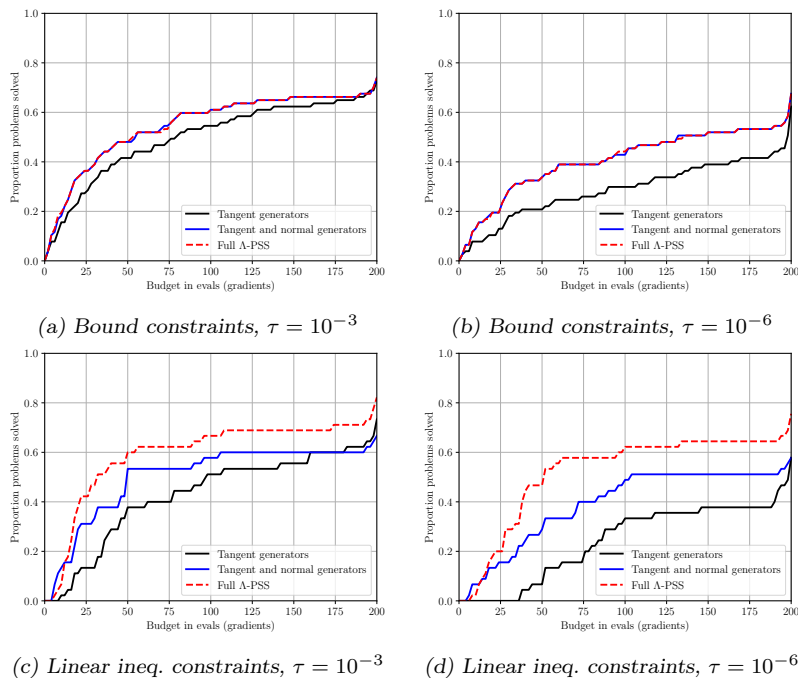 1.0
0.8
0.6
0.4
0.2
0.0
Proportion problems solved
Tangent generators
Tangent and normal generators
Full Λ-PSS
0 25 50 75 100 125 150 175 200
Budget in evals (gradients)
(a) Bound constraints, τ = 10⁻³
1.0
0.8
0.6
0.4
0.2
0.0
Proportion problems solved
Tangent generators
Tangent and normal generators
Full Λ-PSS
0 25 50 75 100 125 150 175 200
Budget in evals (gradients)
(b) Bound constraints, τ = 10⁻⁶
1.0
0.8
0.6
0.4
0.2
0.0
Proportion problems solved
Tangent generators
Tangent and normal generators
Full Λ-PSS
0 25 50 75 100 125 150 175 200
Budget in evals (gradients)
(c) Linear ineq. constraints, τ = 10⁻³
1.0
0.8
0.6
0.4
0.2
0.0
Proportion problems solved
Tangent generators
Tangent and normal generators
Full Λ-PSS
0 25 50 75 100 125 150 175 200
Budget in evals (gradients)
(d) Linear ineq. constraints, τ = 10⁻⁶